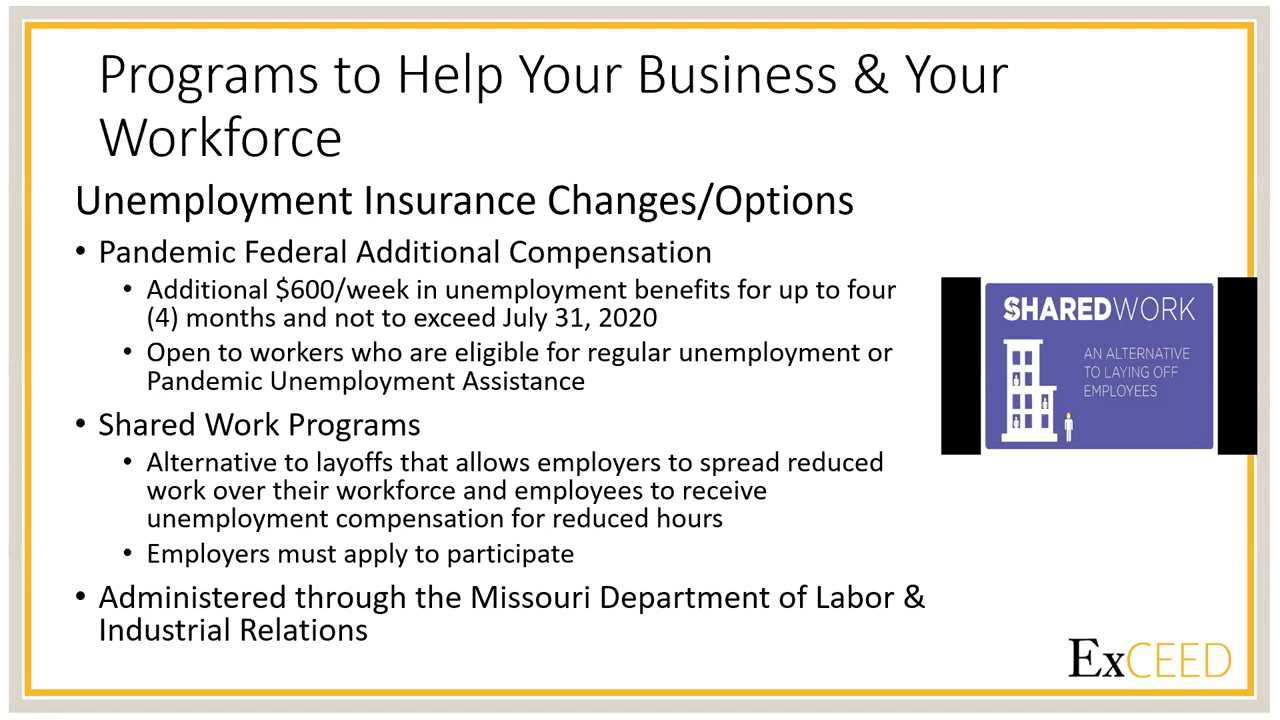 Programs to Help Your Business & Your
Workforce
Unemployment Insurance Changes/Options
• Pandemic Federal Additional Compensation
• Additional $600/week in unemployment benefits for up to four
(4) months and not to exceed July 31, 2020
• Open to workers who are eligible for regular unemployment or
Pandemic Unemployment Assistance
• Shared Work Programs
• Alternative to layoffs that allows employers to spread reduced
work over their workforce and employees to receive
unemployment compensation for reduced hours
• Employers must apply to participate
• Administered through the Missouri Department of Labor &
Industrial Relations
SHAREDWORK
AN ALTERNATIVE
TO LAYING OFF
EMPLOYEES
ExCEED